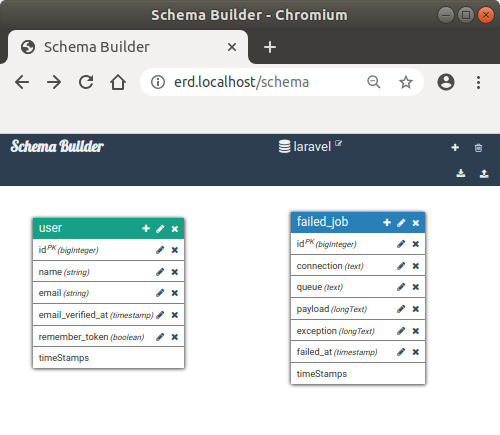 Schema Builder - Chromium
Schema Builder
erd.localhost/schema
Schema Builder
laravel
user
id PK (bigInteger)
name (string)
email (string)
email_verified_at (timestamp)
remember_token (boolean)
timeStamps
failed_job
id PK (bigInteger)
connection (text)
queue (text)
payload (longText)
exception (longText)
failed_at (timestamp)
timeStamps